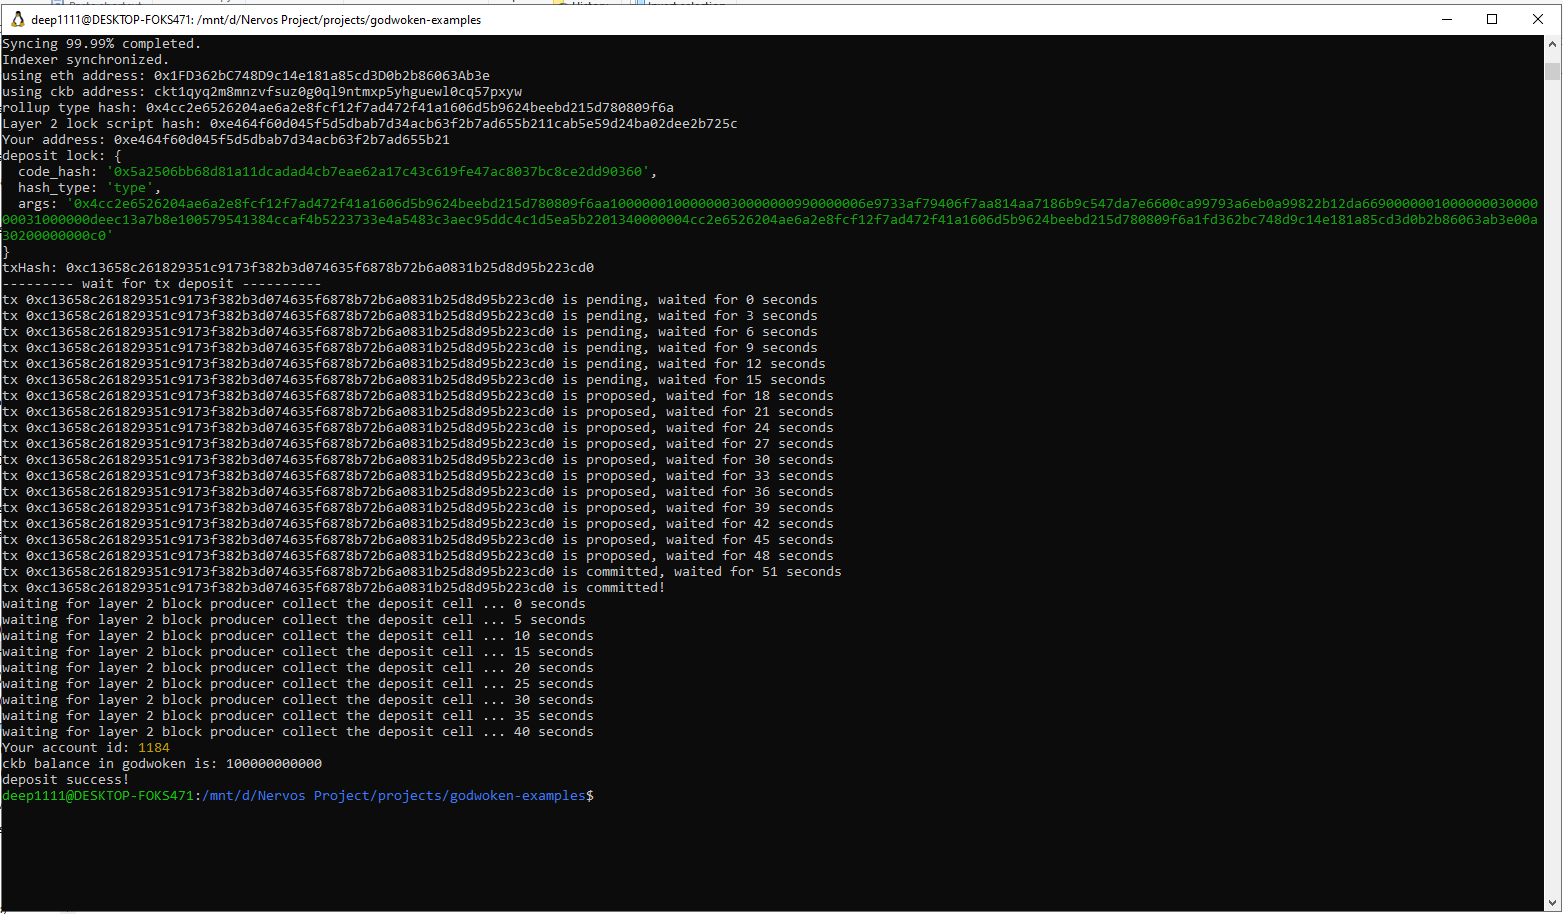 deep1111@DESKTOP-FOKS471: /mnt/d/Nervos Project/projects/godwoken-examples
Syncing 99.99% completed.
Indexer synchronized.
using eth address: 0x1FD362bC748D9c14e181a85cd3D0b2b86063Ab3e
using ckb address: ckt1qyq2m8mnzvfsuz0g0ql9ntmxp5yhguewl0cq57pxyw
rollup type hash: 0x4cc2e6526204ae6a2e8fcf12f7ad472f41a1606d5b9624beebd215d780809f6a
Layer 2 lock script hash: 0xe464f60d045f5d5dbab7d34acb63f2b7ad655b211cab5e59d24ba02dee2b725c
Your address: 0xe464f60d045f5d5dbab7d34acb63f2b7ad655b21
deposit lock: {
  code_hash: '0x5a2506bb68d81a11dcadad4cb7eae62a17c43c619fe47ac8037bc8ce2dd90360',
  hash_type: 'type',
  args: '0x4cc2e6526204ae6a2e8fcf12f7ad472f41a1606d5b9624beebd215d780809f6aa10000001000000030000000990000006e9733af79406f7aa814aa7186b9c547da7e6600ca99793a6eb0a99822b12da6690000001000000030000
00031000000deec13a7b8e100579541384ccaf4b5223733e4a5483c3aec95ddc4c1d5ea5b2201340000004cc2e6526204ae6a2e8fcf12f7ad472f41a1606d5b9624beebd215d780809f6a1fd362bc748d9c14e181a85cd3d0b2b86063ab3e00a
30200000000c0'
}
txHash: 0xc13658c261829351c9173f382b3d074635f6878b72b6a0831b25d8d95b223cd0
--------- wait for tx deposit ----------
tx 0xc13658c261829351c9173f382b3d074635f6878b72b6a0831b25d8d95b223cd0 is pending, waited for 0 seconds
tx 0xc13658c261829351c9173f382b3d074635f6878b72b6a0831b25d8d95b223cd0 is pending, waited for 3 seconds
tx 0xc13658c261829351c9173f382b3d074635f6878b72b6a0831b25d8d95b223cd0 is pending, waited for 6 seconds
tx 0xc13658c261829351c9173f382b3d074635f6878b72b6a0831b25d8d95b223cd0 is pending, waited for 9 seconds
tx 0xc13658c261829351c9173f382b3d074635f6878b72b6a0831b25d8d95b223cd0 is pending, waited for 12 seconds
tx 0xc13658c261829351c9173f382b3d074635f6878b72b6a0831b25d8d95b223cd0 is pending, waited for 15 seconds
tx 0xc13658c261829351c9173f382b3d074635f6878b72b6a0831b25d8d95b223cd0 is proposed, waited for 18 seconds
tx 0xc13658c261829351c9173f382b3d074635f6878b72b6a0831b25d8d95b223cd0 is proposed, waited for 21 seconds
tx 0xc13658c261829351c9173f382b3d074635f6878b72b6a0831b25d8d95b223cd0 is proposed, waited for 24 seconds
tx 0xc13658c261829351c9173f382b3d074635f6878b72b6a0831b25d8d95b223cd0 is proposed, waited for 27 seconds
tx 0xc13658c261829351c9173f382b3d074635f6878b72b6a0831b25d8d95b223cd0 is proposed, waited for 30 seconds
tx 0xc13658c261829351c9173f382b3d074635f6878b72b6a0831b25d8d95b223cd0 is proposed, waited for 33 seconds
tx 0xc13658c261829351c9173f382b3d074635f6878b72b6a0831b25d8d95b223cd0 is proposed, waited for 36 seconds
tx 0xc13658c261829351c9173f382b3d074635f6878b72b6a0831b25d8d95b223cd0 is proposed, waited for 39 seconds
tx 0xc13658c261829351c9173f382b3d074635f6878b72b6a0831b25d8d95b223cd0 is proposed, waited for 42 seconds
tx 0xc13658c261829351c9173f382b3d074635f6878b72b6a0831b25d8d95b223cd0 is proposed, waited for 45 seconds
tx 0xc13658c261829351c9173f382b3d074635f6878b72b6a0831b25d8d95b223cd0 is proposed, waited for 48 seconds
tx 0xc13658c261829351c9173f382b3d074635f6878b72b6a0831b25d8d95b223cd0 is committed, waited for 51 seconds
tx 0xc13658c261829351c9173f382b3d074635f6878b72b6a0831b25d8d95b223cd0 is committed!
waiting for layer 2 block producer collect the deposit cell ... 0 seconds
waiting for layer 2 block producer collect the deposit cell ... 5 seconds
waiting for layer 2 block producer collect the deposit cell ... 10 seconds
waiting for layer 2 block producer collect the deposit cell ... 15 seconds
waiting for layer 2 block producer collect the deposit cell ... 20 seconds
waiting for layer 2 block producer collect the deposit cell ... 25 seconds
waiting for layer 2 block producer collect the deposit cell ... 30 seconds
waiting for layer 2 block producer collect the deposit cell ... 35 seconds
waiting for layer 2 block producer collect the deposit cell ... 40 seconds
Your account id: 1184
ckb balance in godwoken is: 100000000000
deposit success!
deep1111@DESKTOP-FOKS471:/mnt/d/Nervos Project/projects/godwoken-examples$